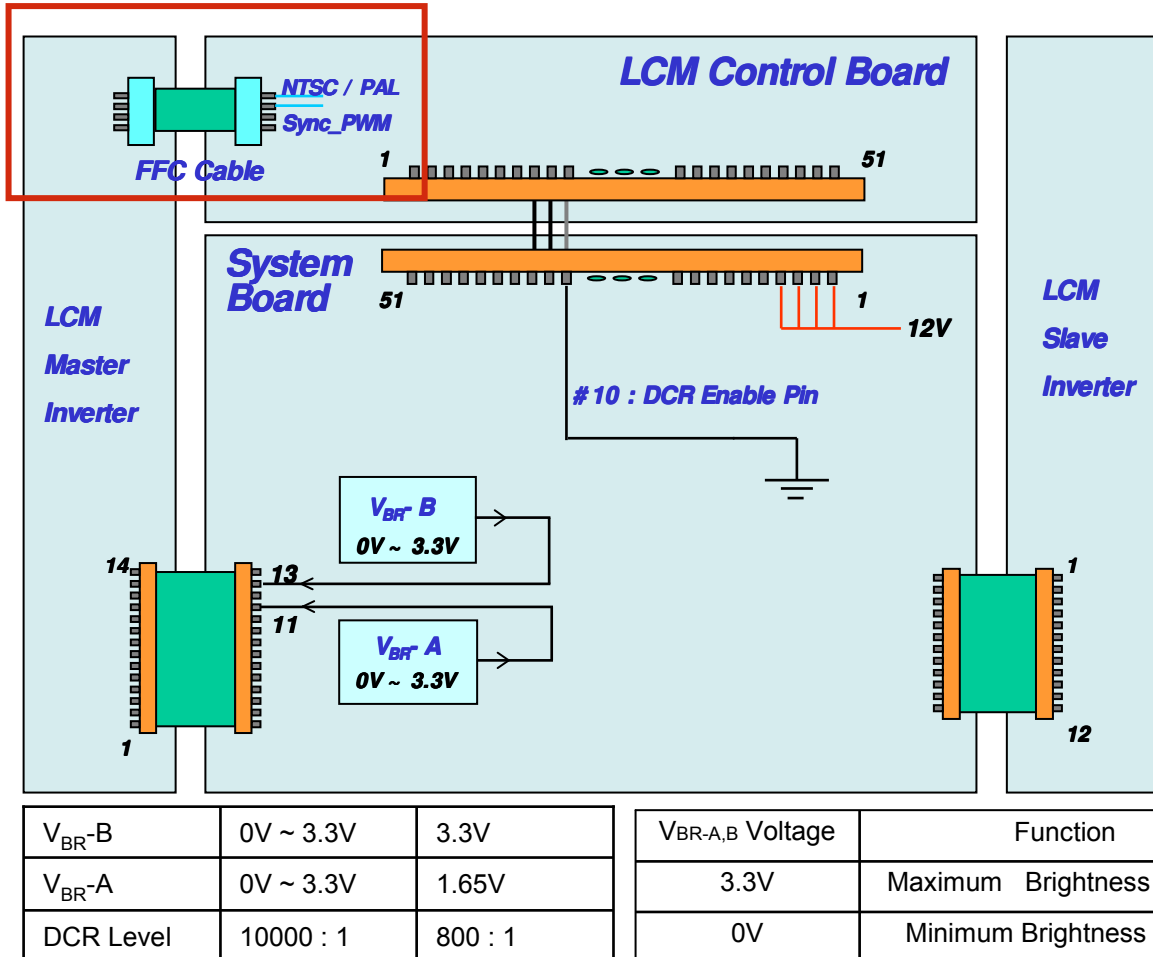 LCM Control Board
NTSC / PAL
Sync_PWM
FFC Cable
1
51
System
Board
51
1
12V
LCM
Master
Inverter
LCM
Slave
Inverter
# 10 : DCR Enable Pin
VBR- B
0V ~ 3.3V
14
13
11
VBR- A
0V ~ 3.3V
1
1
12
VBR-B 0V ~ 3.3V 3.3V
VBR-A 0V ~ 3.3V 1.65V
DCR Level 10000 : 1 800 : 1
VBR-A,B Voltage Function
3.3V Maximum Brightness
0V Minimum Brightness